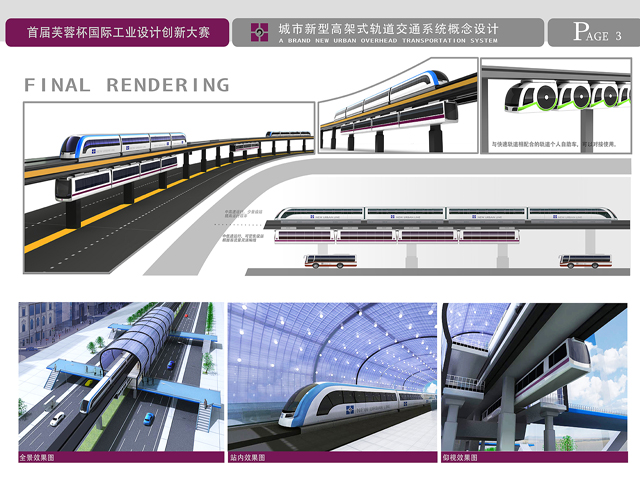 首届芙蓉杯国际工业设计创新大赛
城市新型高架式轨道交通系统概念设计
A BRAND NEW URBAN OVERHEAD TRANSPORTATION SYSTEM
PAGE 3
FINAL RENDERING
与快速轨道相配合的轨道个人自助车，可以对接使用。
全景效果图
站内效果图
仰视效果图